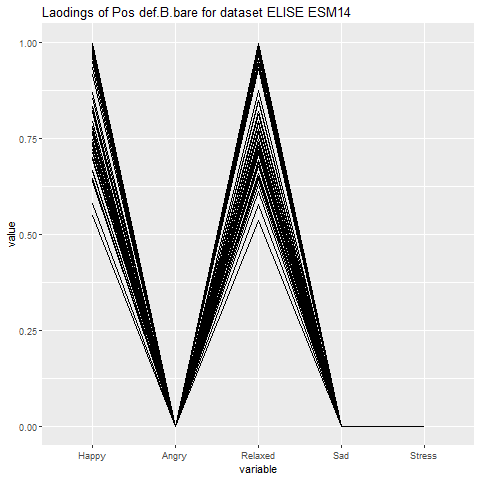 Laodings of Pos def.B.bare for dataset ELISE ESM14
value
1.00
0.75
0.50
0.25
0.00
Happy Angry Relaxed Sad Stress
variable